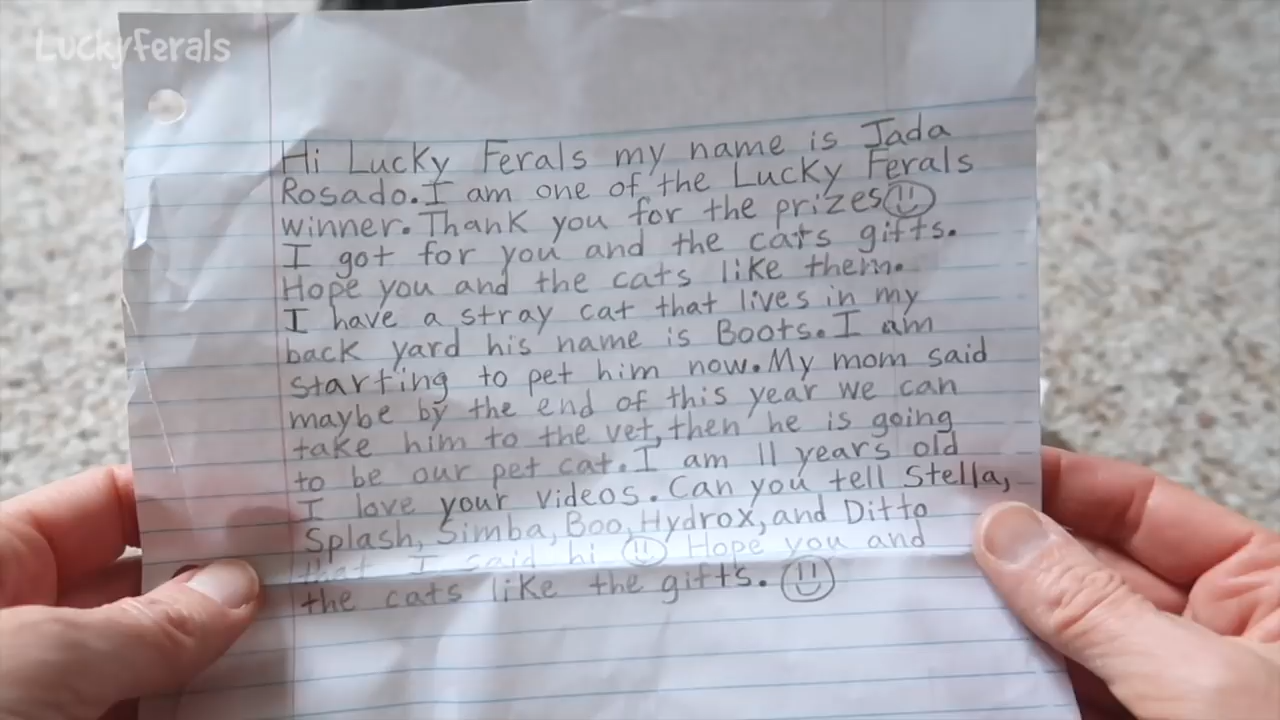 LuckyFerals
Hi Lucky Ferals my name is Jada
Rosado. I am one of the Lucky Ferals
winner. Thank you for the prizes
I got for you and the cats gifts.
Hope you and the cats like them.
I have a stray cat that lives in my
back yard his name is Boots. I am
starting to pet him now. My mom said
maybe by the end of this year we can
take him to the vet, then he is going
to be our pet cat. I am 11 years old
I love your videos. Can you tell Stella,
Splash, Simba, Boo, Hydrox, and Ditto
that I said hi Hope you and
the cats like the gifts.